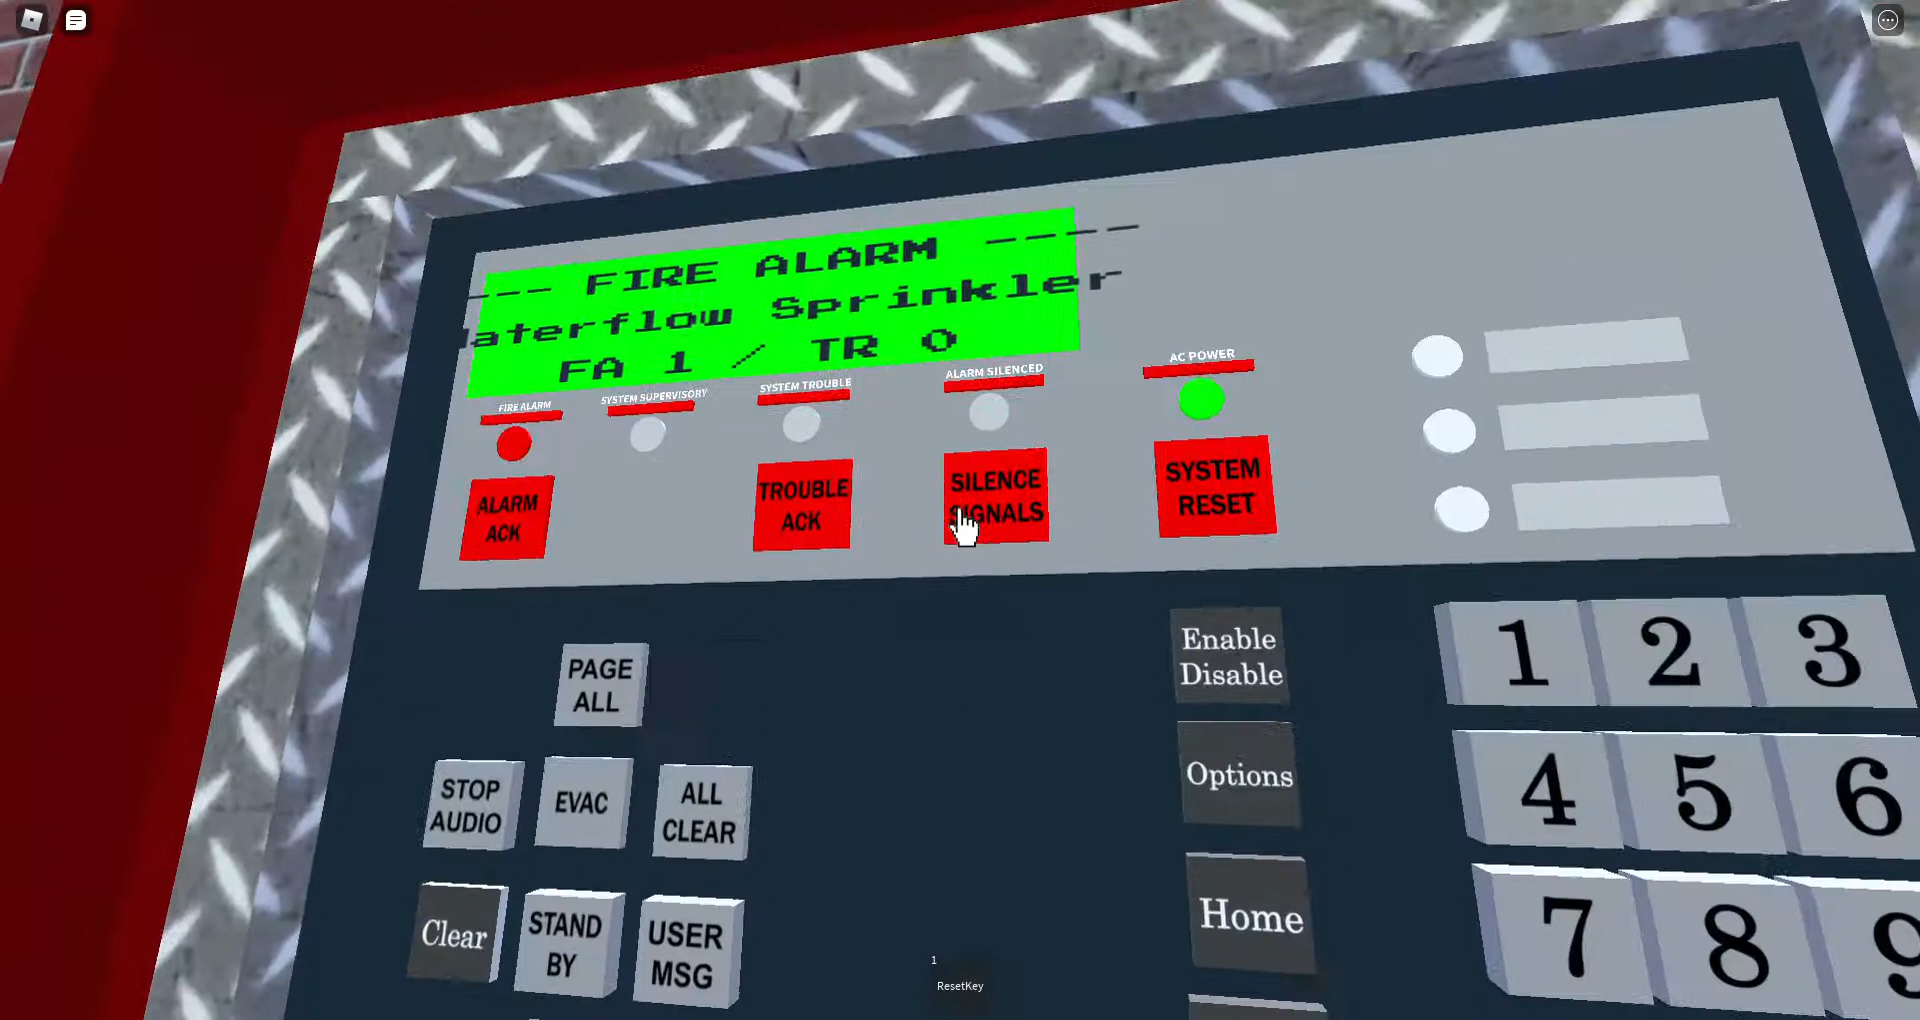 --- FIRE ALARM ----
aterflow Sprinkler
FA 1 / TR 0
FIRE ALARM
SYSTEM SUPERVISORY
SYSTEM TROUBLE
ALARM SILENCED
AC POWER
ALARM
ACK
TROUBLE
ACK
SILENCE
SIGNALS
SYSTEM
RESET
PAGE
ALL
STOP
AUDIO
EVAC
ALL
CLEAR
Clear
STAND
BY
USER
MSG
Enable
Disable
Options
Home
1 2 3
4 5 6
7 8 9
1
ResetKey